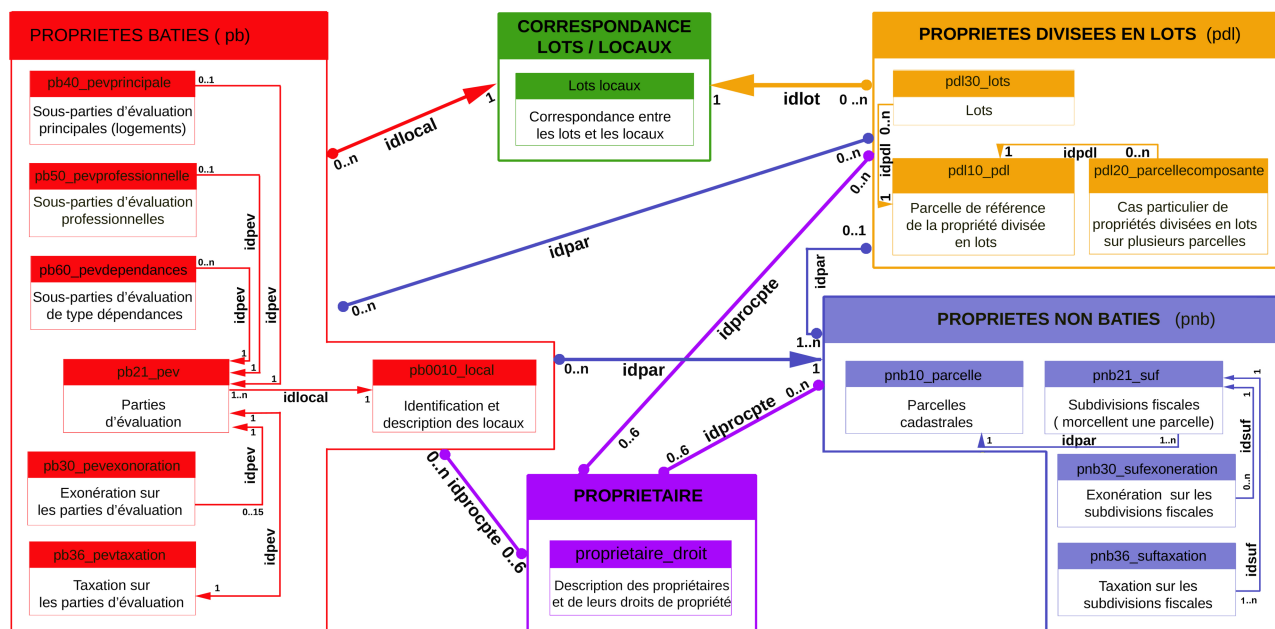 PROPRIETES BATIES ( pb)
pb40_pevprincipale
0..1
Sous-parties d'évaluation
principales (logements)
pb50_pevprofessionnelle
0..1
Sous-parties d'évaluation
professionnelles
pb60_pevdependances
0..n
Sous-parties d'évaluation
de type dépendances
idpev
idpev
idpev
1
1
1
pb21_pev
Parties
d'évaluation
1..n
idlocal
1
pb0010_local
Identification et
description des locaux
1
1
idpev
pb30_pevexonoration
Exonération sur
les parties d'évaluation
0..15
idpev
pb36_pevtaxation
1
Taxation sur
les parties d'évaluation
CORRESPONDANCE
LOTS / LOCAUX
Lots locaux
Correspondance entre
les lots et les locaux
1
idlocal
0..n
1
idlot
0 ..n
PROPRIETES DIVISEES EN LOTS (pdl)
pdl30_lots
Lots
0..n
idpdl
1
1
idpdl
0..n
pdl10_pdl
Parcelle de référence
de la propriété divisée
en lots
pdl20_parcellecomposante
Cas particulier de
propriétés divisées en lots
sur plusieurs parcelles
0..n
idpar
0..n
0..n
idprocpte
0..6
0..1
idpar
1..n
0..n
idpar
1
PROPRIETES NON BATIES (pnb)
pnb10_parcelle
Parcelles
cadastrales
pnb21_suf
Subdivisions fiscales
( morcellent une parcelle)
1
idpar
1..n
1
1
idsuf
0..n
idsuf
1..n
pnb30_sufexoneration
Exonération sur les
subdivisions fiscales
pnb36_suftaxation
Taxation sur les
subdivisions fiscales
0..n
idprocpte
0..6
0..n idprocpte 0..6
PROPRIETAIRE
proprietaire_droit
Description des propriétaires
et de leurs droits de propriété